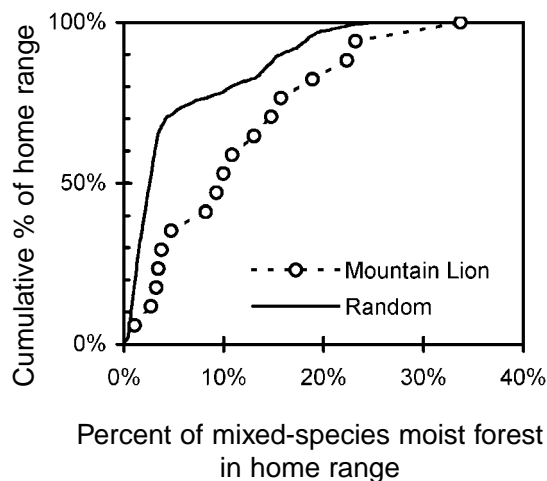 Cumulative % of home range
100%
50%
0%
Mountain Lion
Random
0% 10% 20% 30% 40%
Percent of mixed-species moist forest
in home range